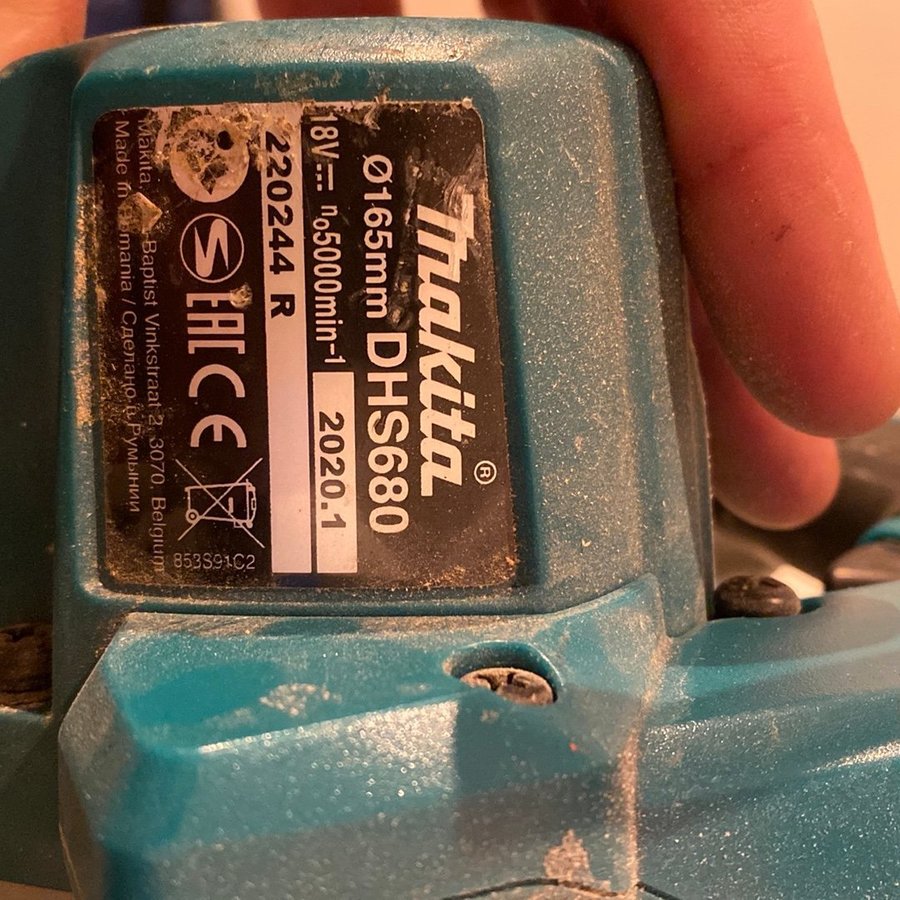 makita®
Ø165mm DHS680
18V⎓ n₀5000min⁻¹ 2020.1
220244 R
S EAC CE
853S91C2
Makita, Baptist Vinkstraat 2, 3070, Belgium
Made in Romania / Сделано в Румынии